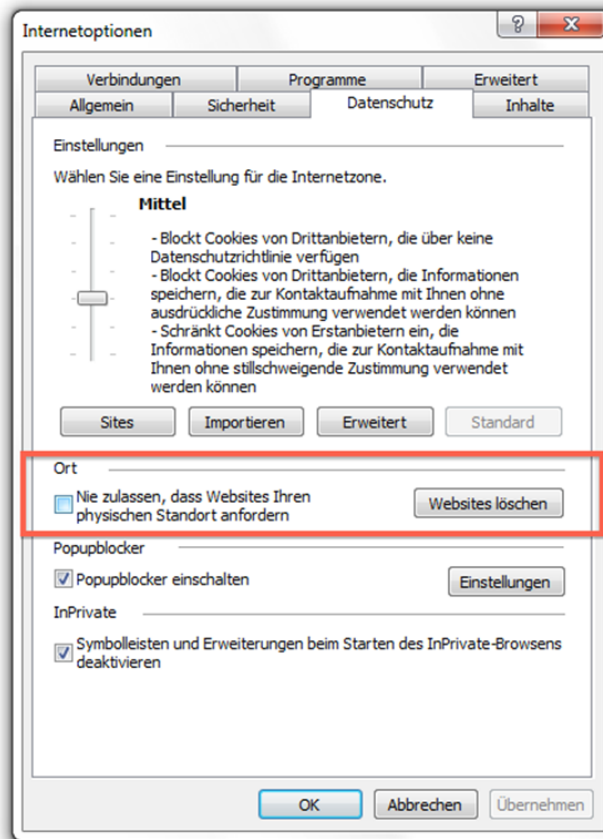 Internetoptionen
Verbindungen Programme Erweitert
Allgemein Sicherheit Datenschutz Inhalte
Einstellungen
Wählen Sie eine Einstellung für die Internetzone.
Mittel
- Blockt Cookies von Drittanbietern, die über keine
Datenschutzrichtlinie verfügen
- Blockt Cookies von Drittanbietern, die Informationen
speichern, die zur Kontaktaufnahme mit Ihnen ohne
ausdrückliche Zustimmung verwendet werden können
- Schränkt Cookies von Erstanbietern ein, die
Informationen speichern, die zur Kontaktaufnahme mit
Ihnen ohne stillschweigende Zustimmung verwendet
werden können
Sites Importieren Erweitert Standard
Ort
Nie zulassen, dass Websites Ihren
physischen Standort anfordern
Websites löschen
Popupblocker
Popupblocker einschalten Einstellungen
InPrivate
Symbolleisten und Erweiterungen beim Starten des InPrivate-Browsens
deaktivieren
OK Abbrechen Übernehmen